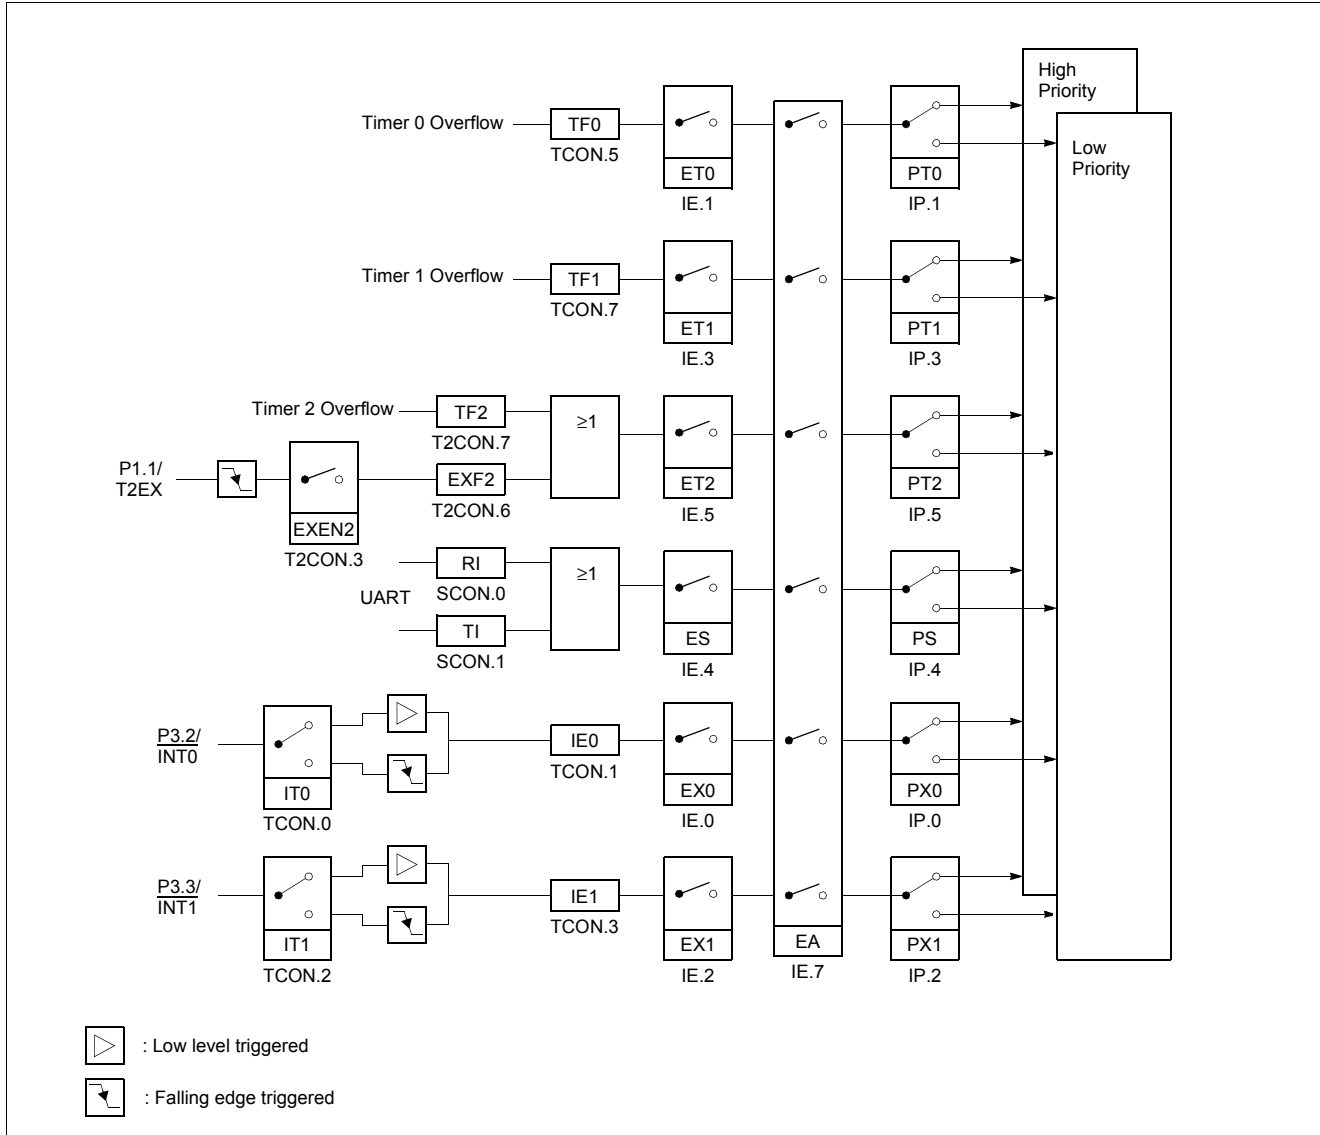 High
Priority
Low
Priority
Timer 0 Overflow
TF0
TCON.5
ET0
IE.1
PT0
IP.1
Timer 1 Overflow
TF1
TCON.7
ET1
IE.3
PT1
IP.3
Timer 2 Overflow
TF2
T2CON.7
≥1
P1.1/
T2EX
EXEN2
T2CON.3
EXF2
T2CON.6
ET2
IE.5
PT2
IP.5
UART
RI
SCON.0
TI
SCON.1
≥1
ES
IE.4
PS
IP.4
P3.2/
INT0
IT0
TCON.0
IE0
TCON.1
EX0
IE.0
PX0
IP.0
P3.3/
INT1
IT1
TCON.2
IE1
TCON.3
EX1
IE.2
EA
IE.7
PX1
IP.2
: Low level triggered
: Falling edge triggered